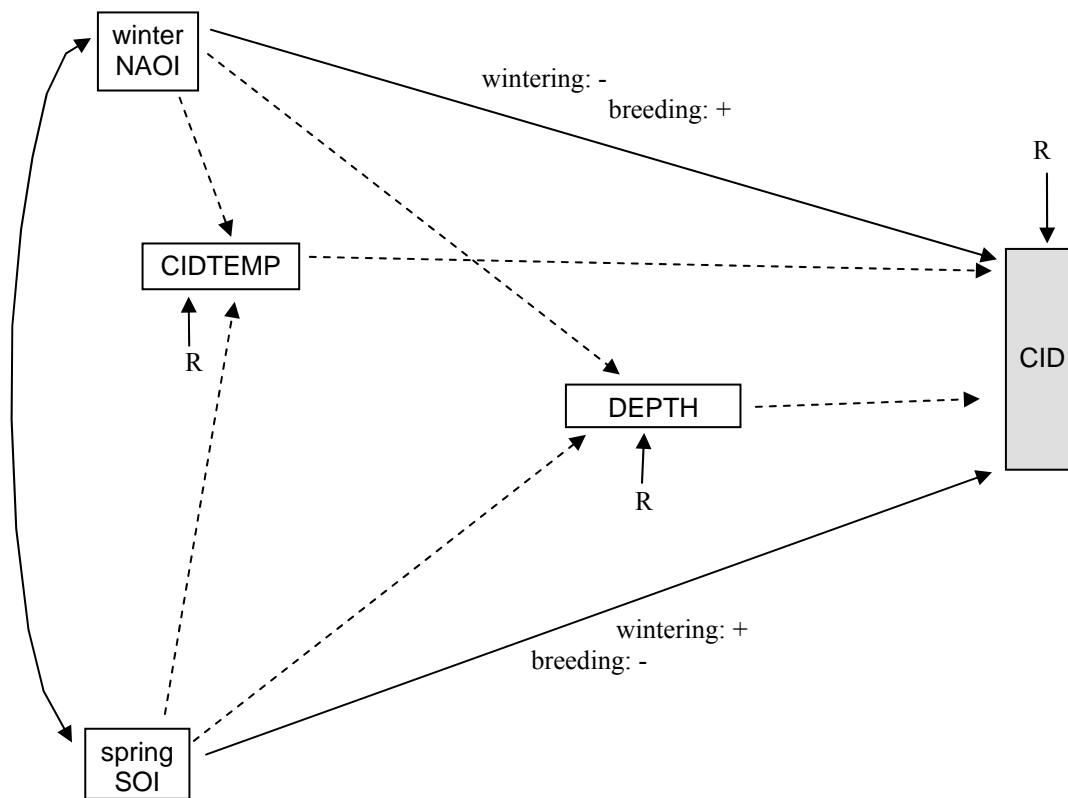 winter
NAOI
wintering: -
breeding: +
R
CIDTEMP
R
CID
DEPTH
R
wintering: +
breeding: -
spring
SOI